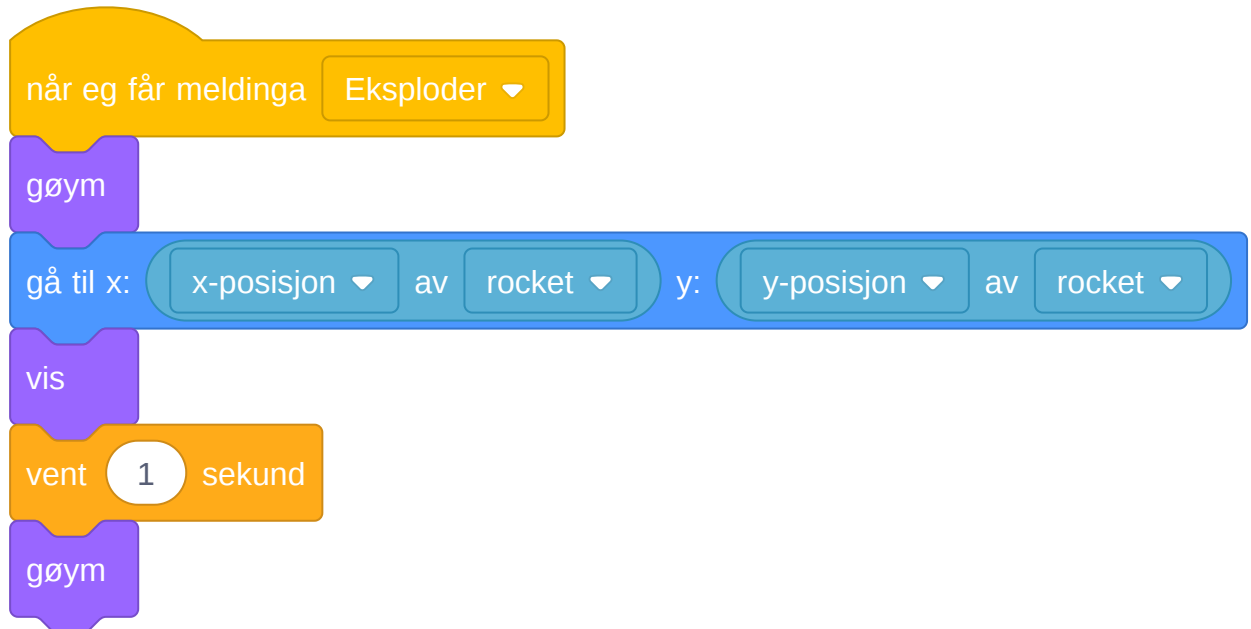 når eg får meldinga Eksploder
gøym
gå til x: x-posisjon av rocket y: y-posisjon av rocket
vis
vent 1 sekund
gøym